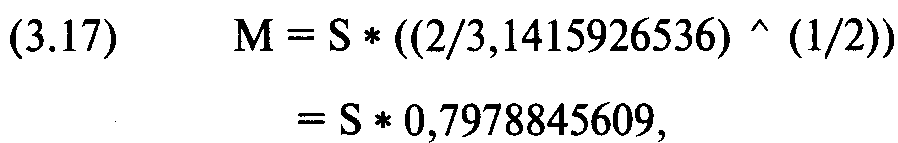 (3.17) M = S * ((2/3,1415926536) ^ (1/2))
= S * 0,7978845609,